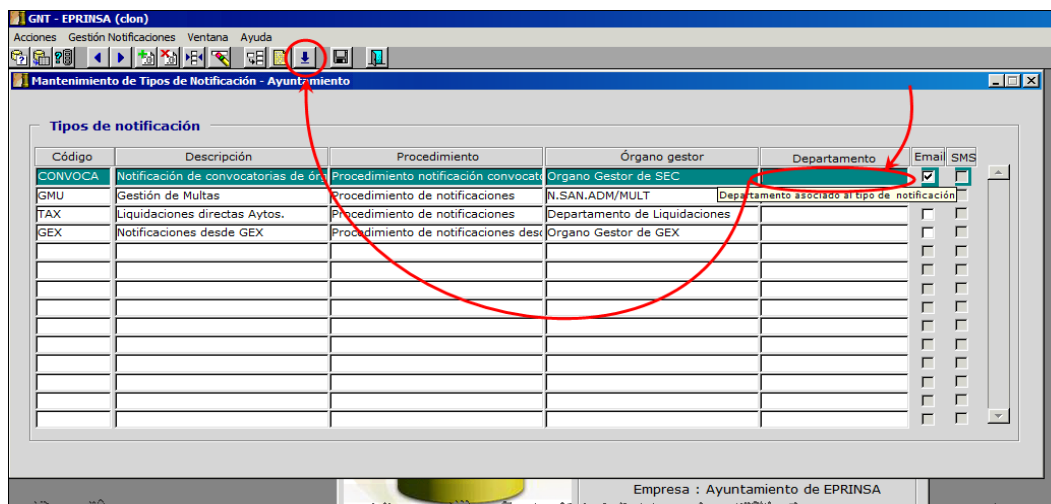 GNT - EPRINSA (clon)
Acciones Gestión Notificaciones Ventana Ayuda
Mantenimiento de Tipos de Notificación - Ayuntamiento
Tipos de notificación
Código Descripción Procedimiento Órgano gestor Departamento Email SMS
CONVOCA Notificación de convocatorias de órg Procedimiento notificación convocato Organo Gestor de SEC
GMU Gestión de Multas Procedimiento de notificaciones N.SAN.ADM/MULT Departamento asociado al tipo de notificación
TAX Liquidaciones directas Aytos. Procedimiento de notificaciones Departamento de Liquidaciones
GEX Notificaciones desde GEX Procedimiento de notificaciones desd Organo Gestor de GEX
Empresa : Ayuntamiento de EPRINSA